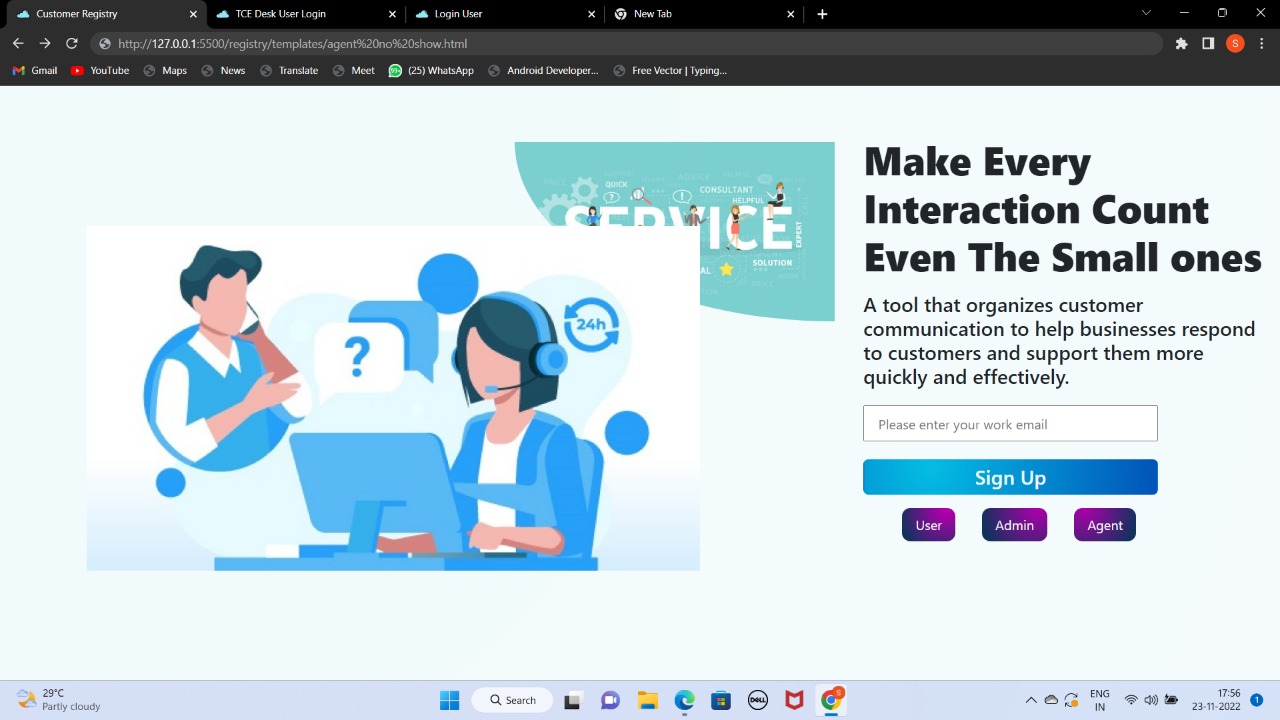 Customer Registry
TCE Desk User Login
Login User
New Tab
http://127.0.0.1:5500/registry/templates/agent%20no%20show.html
S
Gmail
YouTube
Maps
News
Translate
Meet
99+
(25) WhatsApp
Android Developer...
Free Vector | Typing...
QUICK
ADVICE
CONSULTANT
HELPFUL
SERVICE
EXPERT
SOLUTION
?
24h
Make Every
Interaction Count
Even The Small ones
A tool that organizes customer
communication to help businesses respond
to customers and support them more
quickly and effectively.
Please enter your work email
Sign Up
User
Admin
Agent
29°C
Partly cloudy
Search
DELL
S
ENG
IN
17:56
23-11-2022
1